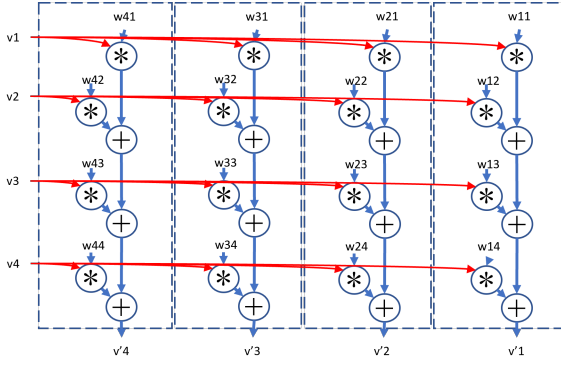 w41 w31 w21 w11
v1
* * * *
w42 w32 w22 w12
v2
* * * *
+ + + +
w43 w33 w23 w13
v3
* * * *
+ + + +
w44 w34 w24 w14
v4
* * * *
+ + + +
v'4 v'3 v'2 v'1